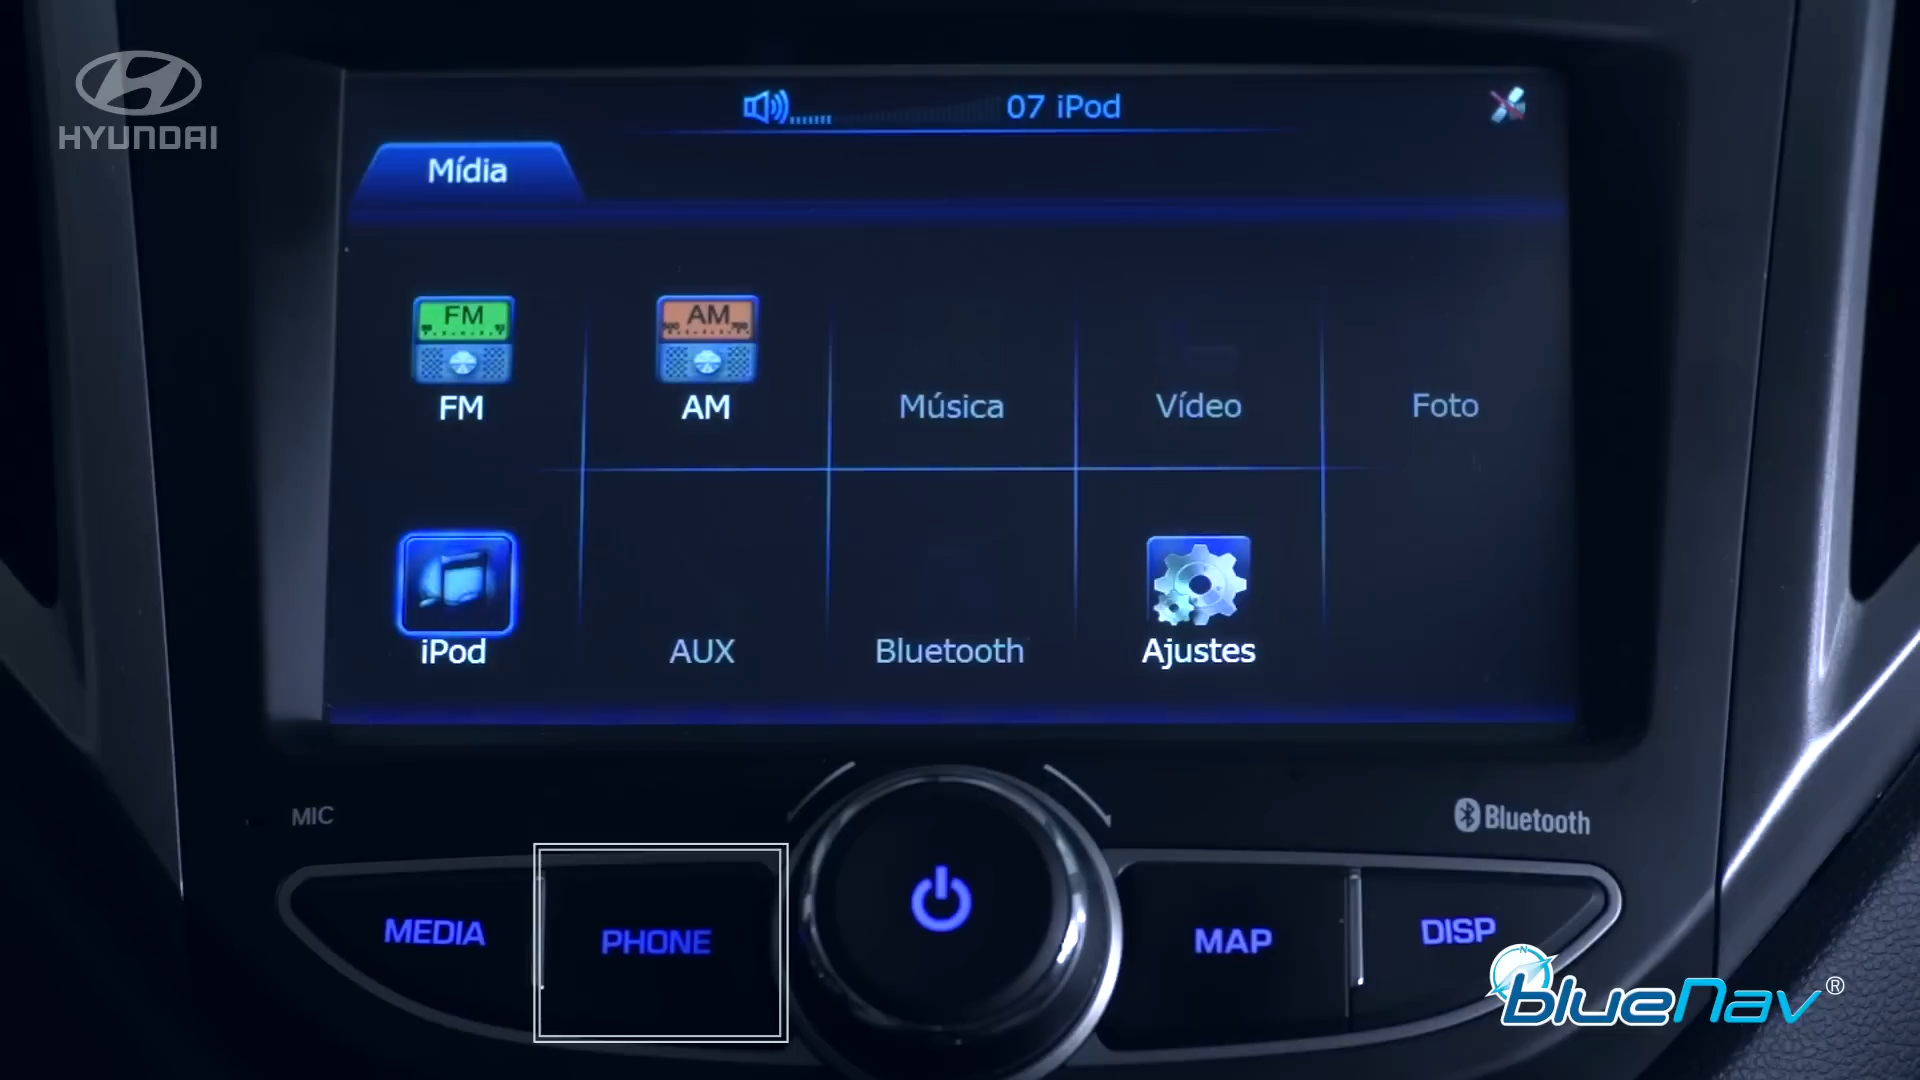 HYUNDAI
07 iPod
Mídia
FM
AM
FM
AM
Música
Vídeo
Foto
iPod
AUX
Bluetooth
Ajustes
MIC
Bluetooth
MEDIA
PHONE
MAP
DISP
N
blueNav®